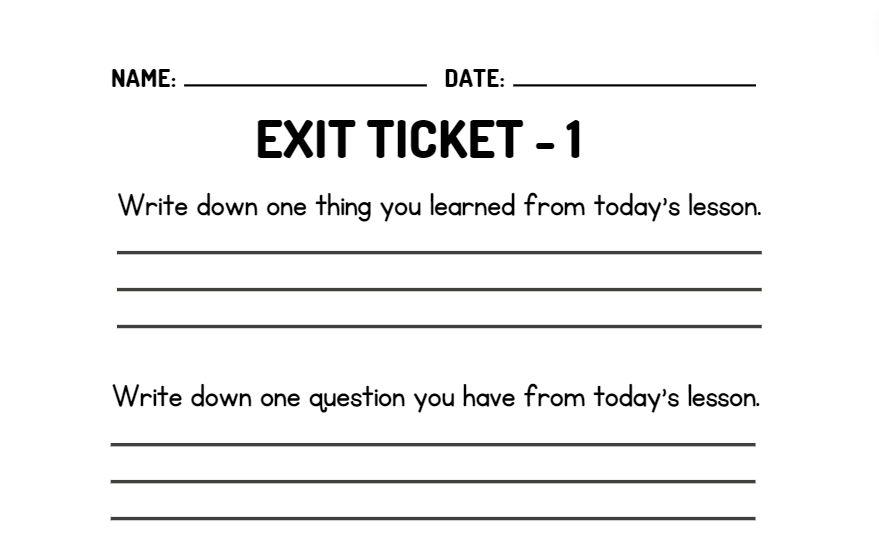 NAME: DATE:
EXIT TICKET - 1
Write down one thing you learned from today's lesson.
Write down one question you have from today's lesson.